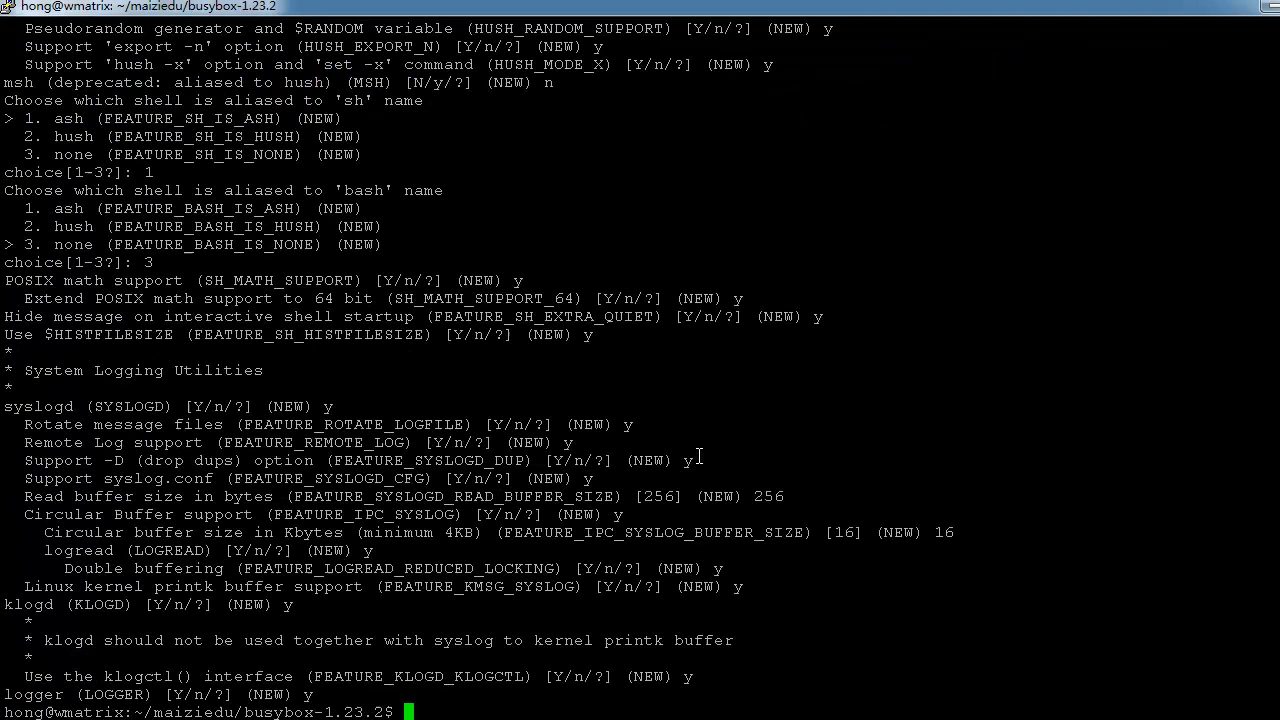 hong@wmatrix: ~/maiziedu/busybox-1.23.2
Pseudorandom generator and $RANDOM variable (HUSH_RANDOM_SUPPORT) [Y/n/?] (NEW) y
Support 'export -n' option (HUSH_EXPORT_N) [Y/n/?] (NEW) y
Support 'hush -x' option and 'set -x' command (HUSH_MODE_X) [Y/n/?] (NEW) y
msh (deprecated: aliased to hush) (MSH) [N/y/?] (NEW) n
Choose which shell is aliased to 'sh' name
> 1. ash (FEATURE_SH_IS_ASH) (NEW)
2. hush (FEATURE_SH_IS_HUSH) (NEW)
3. none (FEATURE_SH_IS_NONE) (NEW)
choice[1-3?]: 1
Choose which shell is aliased to 'bash' name
1. ash (FEATURE_BASH_IS_ASH) (NEW)
2. hush (FEATURE_BASH_IS_HUSH) (NEW)
> 3. none (FEATURE_BASH_IS_NONE) (NEW)
choice[1-3?]: 3
POSIX math support (SH_MATH_SUPPORT) [Y/n/?] (NEW) y
Extend POSIX math support to 64 bit (SH_MATH_SUPPORT_64) [Y/n/?] (NEW) y
Hide message on interactive shell startup (FEATURE_SH_EXTRA_QUIET) [Y/n/?] (NEW) y
Use $HISTFILESIZE (FEATURE_SH_HISTFILESIZE) [Y/n/?] (NEW) y
*
* System Logging Utilities
*
syslogd (SYSLOGD) [Y/n/?] (NEW) y
Rotate message files (FEATURE_ROTATE_LOGFILE) [Y/n/?] (NEW) y
Remote Log support (FEATURE_REMOTE_LOG) [Y/n/?] (NEW) y
Support -D (drop dups) option (FEATURE_SYSLOGD_DUP) [Y/n/?] (NEW) y
Support syslog.conf (FEATURE_SYSLOGD_CFG) [Y/n/?] (NEW) y
Read buffer size in bytes (FEATURE_SYSLOGD_READ_BUFFER_SIZE) [256] (NEW) 256
Circular Buffer support (FEATURE_IPC_SYSLOG) [Y/n/?] (NEW) y
Circular buffer size in Kbytes (minimum 4KB) (FEATURE_IPC_SYSLOG_BUFFER_SIZE) [16] (NEW) 16
logread (LOGREAD) [Y/n/?] (NEW) y
Double buffering (FEATURE_LOGREAD_REDUCED_LOCKING) [Y/n/?] (NEW) y
Linux kernel printk buffer support (FEATURE_KMSG_SYSLOG) [Y/n/?] (NEW) y
klogd (KLOGD) [Y/n/?] (NEW) y
*
* klogd should not be used together with syslog to kernel printk buffer
*
Use the klogctl() interface (FEATURE_KLOGD_KLOGCTL) [Y/n/?] (NEW) y
logger (LOGGER) [Y/n/?] (NEW) y
hong@wmatrix:~/maiziedu/busybox-1.23.2$